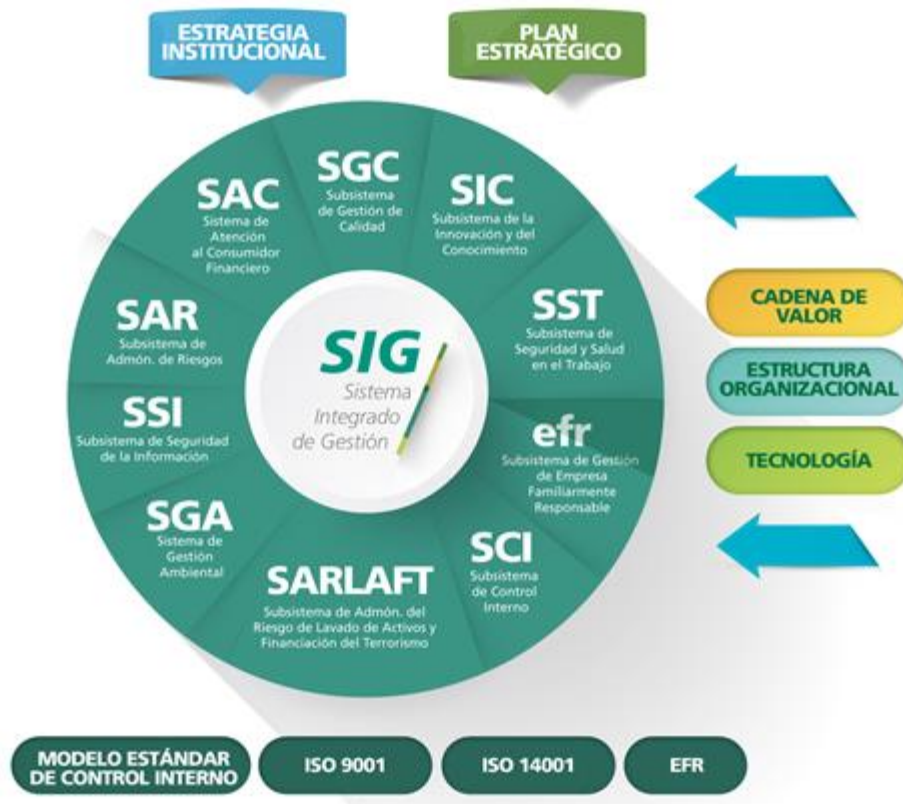 ESTRATEGIA
INSTITUCIONAL
PLAN
ESTRATÉGICO
SGC
Subsistema
de Gestión de
Calidad
SIC
Subsistema de la
Innovación y del
Conocimiento
SST
Subsistema de
Seguridad y Salud
en el Trabajo
efr
Subsistema de Gestión
de Empresa
Familiarmente
Responsable
SCI
Subsistema
de Control
Interno
SARLAFT
Subsistema de Admón. del
Riesgo de Lavado de Activos y
Financiación del Terrorismo
SGA
Sistema de
Gestión
Ambiental
SSI
Subsistema de Seguridad
de la Información
SAR
Subsistema de
Admón. de Riesgos
SAC
Sistema de
Atención
al Consumidor
Financiero
SIG
Sistema
Integrado
de Gestión
CADENA DE
VALOR
ESTRUCTURA
ORGANIZACIONAL
TECNOLOGÍA
MODELO ESTÁNDAR
DE CONTROL INTERNO
ISO 9001
ISO 14001
EFR